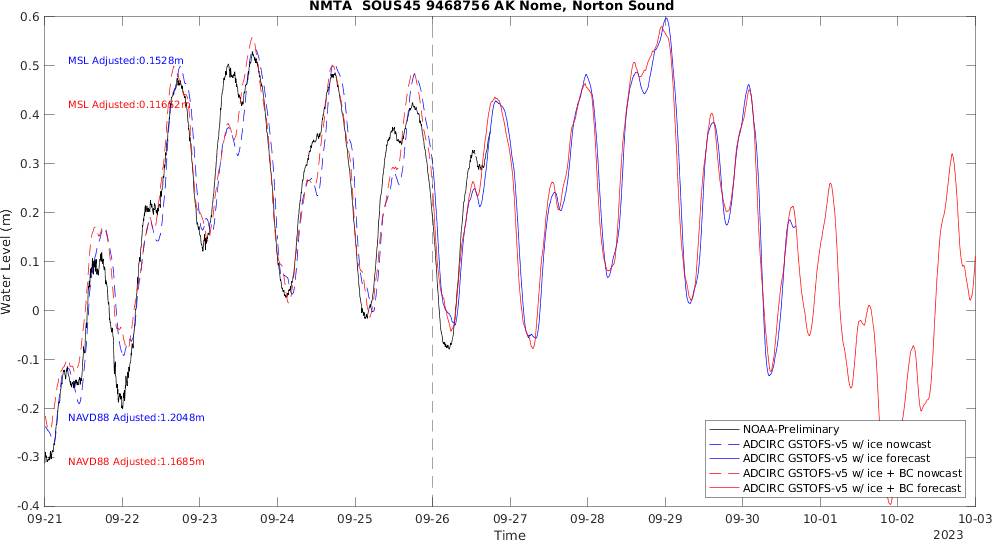 NMTA  SOUS45 9468756 AK Nome, Norton Sound
0.6
0.5
0.4
0.3
0.2
0.1
0
-0.1
-0.2
-0.3
-0.4
Water Level (m)
MSL Adjusted:0.1528m
MSL Adjusted:0.11652m
NAVD88 Adjusted:1.2048m
NAVD88 Adjusted:1.1685m
NOAA-Preliminary
ADCIRC GSTOFS-v5 w/ ice nowcast
ADCIRC GSTOFS-v5 w/ ice forecast
ADCIRC GSTOFS-v5 w/ ice + BC nowcast
ADCIRC GSTOFS-v5 w/ ice + BC forecast
09-21 09-22 09-23 09-24 09-25 09-26 09-27 09-28 09-29 09-30 10-01 10-02 10-03
Time
2023